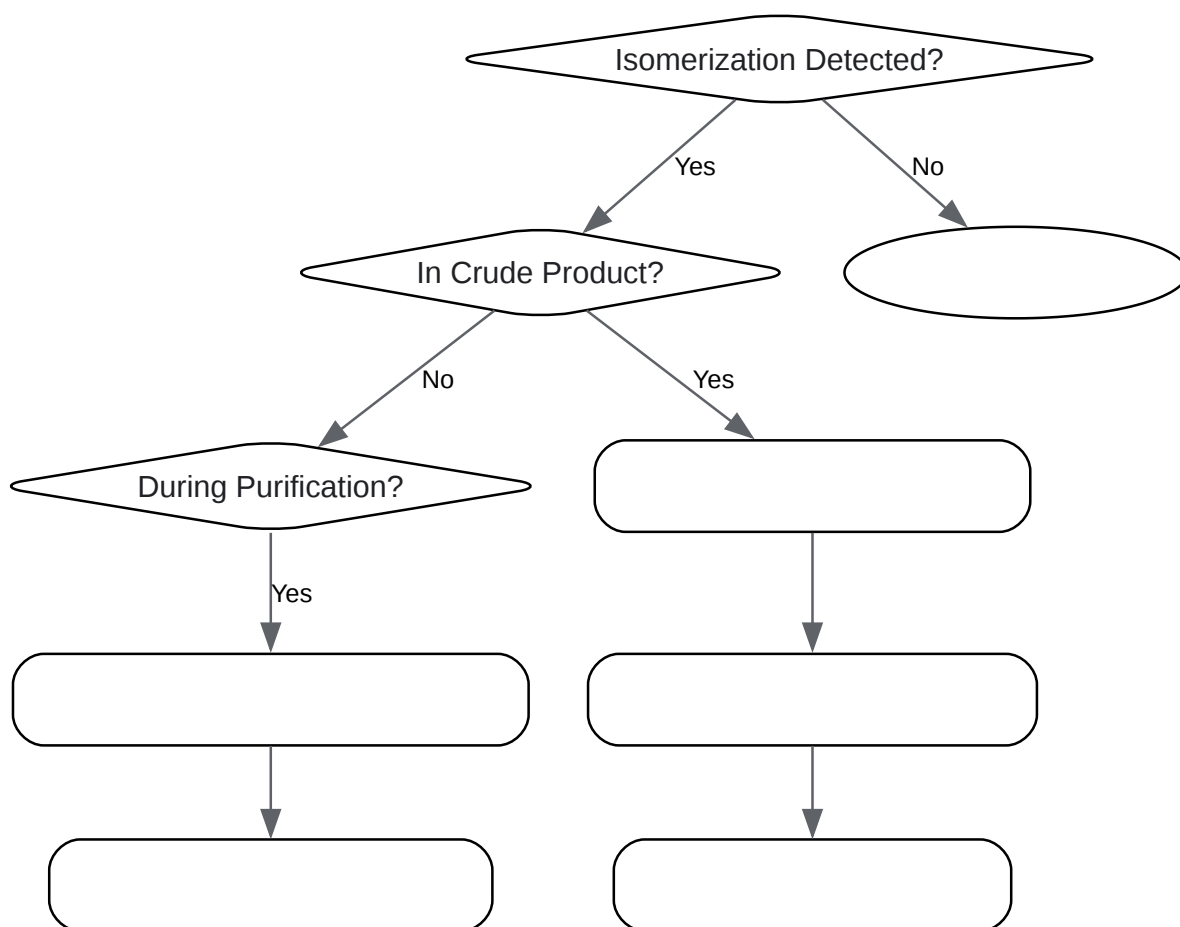 Isomerization Detected?
Yes
No
In Crude Product?
No
Yes
During Purification?
Yes